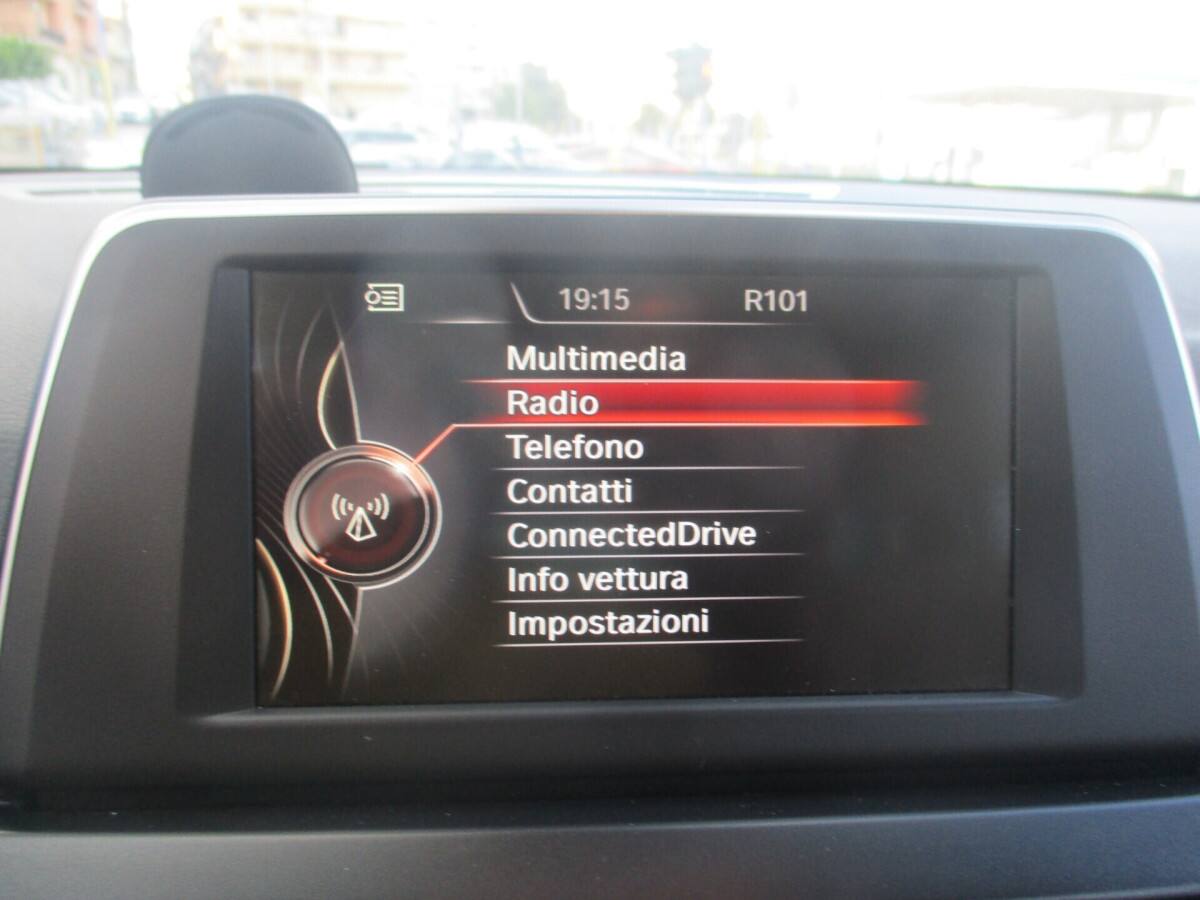 19:15 R101
Multimedia
Radio
Telefono
Contatti
ConnectedDrive
Info vettura
Impostazioni